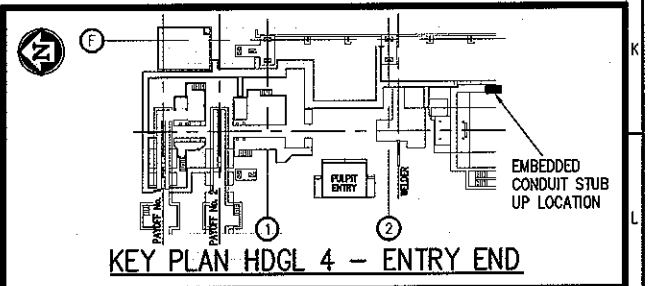 N
F
K
PULPIT
ENTRY
WELDER
EMBEDDED
CONDUIT STUB
UP LOCATION
L
PAYOFF No. 1
PAYOFF No. 2
1
2
KEY PLAN HDGL 4 – ENTRY END